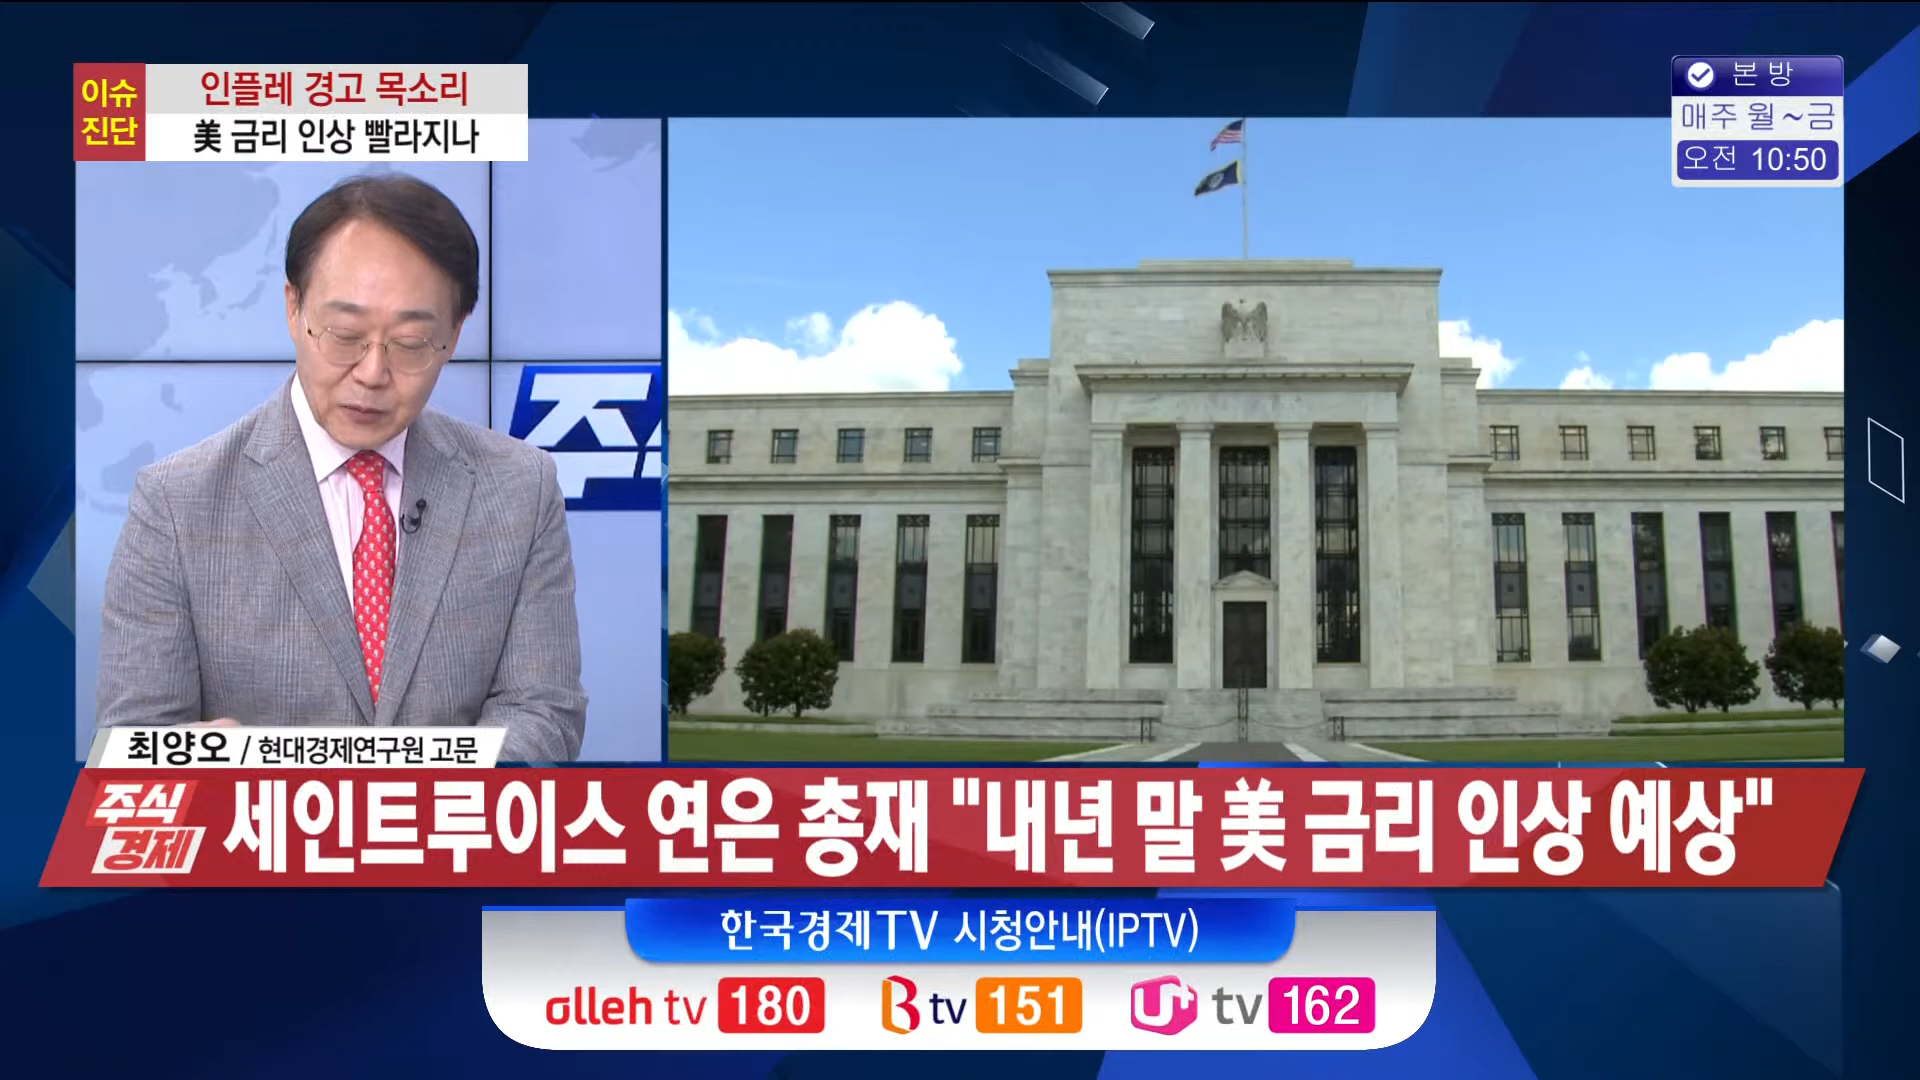 이슈
진단
인플레 경고 목소리
美 금리 인상 빨라지나
본 방
매주 월~금
오전 10:50
주식
최양오 / 현대경제연구원 고문
주식
경제
세인트루이스 연은 총재 "내년 말 美 금리 인상 예상"
한국경제TV 시청안내(IPTV)
olleh tv 180
B tv 151
U+ tv 162